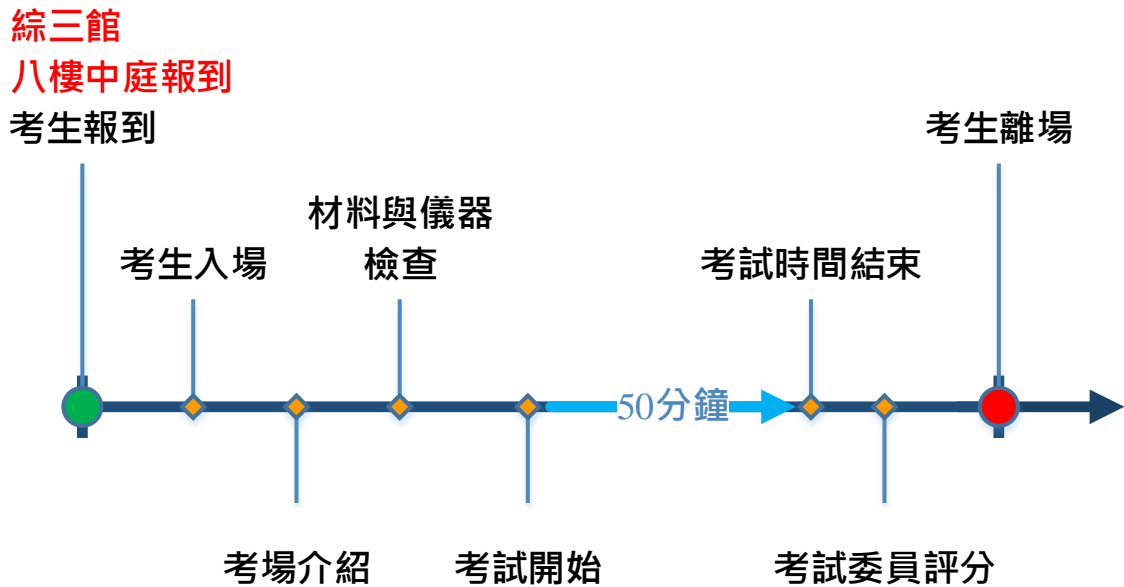 綜三館
八樓中庭報到
考生報到
考生離場
材料與儀器
檢查
考生入場
考試時間結束
50分鐘
考場介紹
考試開始
考試委員評分